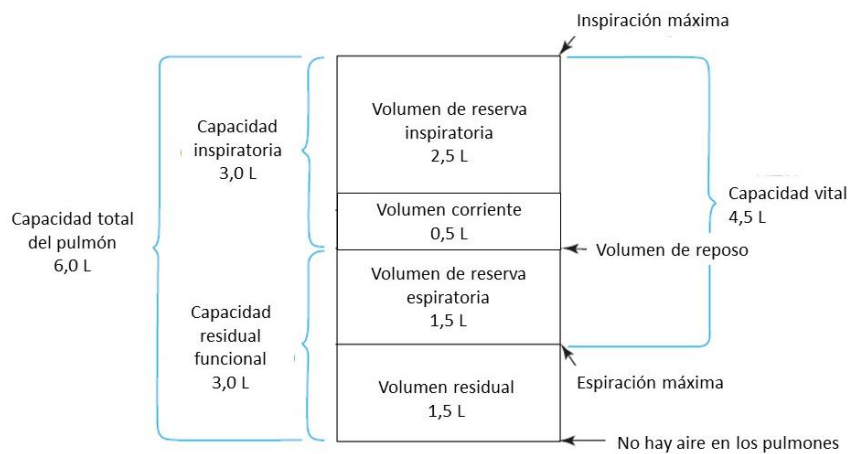 Inspiración máxima
Volumen de reserva
inspiratoria
2,5 L
Capacidad
inspiratoria
3,0 L
Capacidad vital
4,5 L
Volumen corriente
0,5 L
Capacidad total
del pulmón
6,0 L
Volumen de reposo
Volumen de reserva
espiratoria
1,5 L
Capacidad
residual
funcional
3,0 L
Volumen residual
1,5 L
Espiración máxima
No hay aire en los pulmones